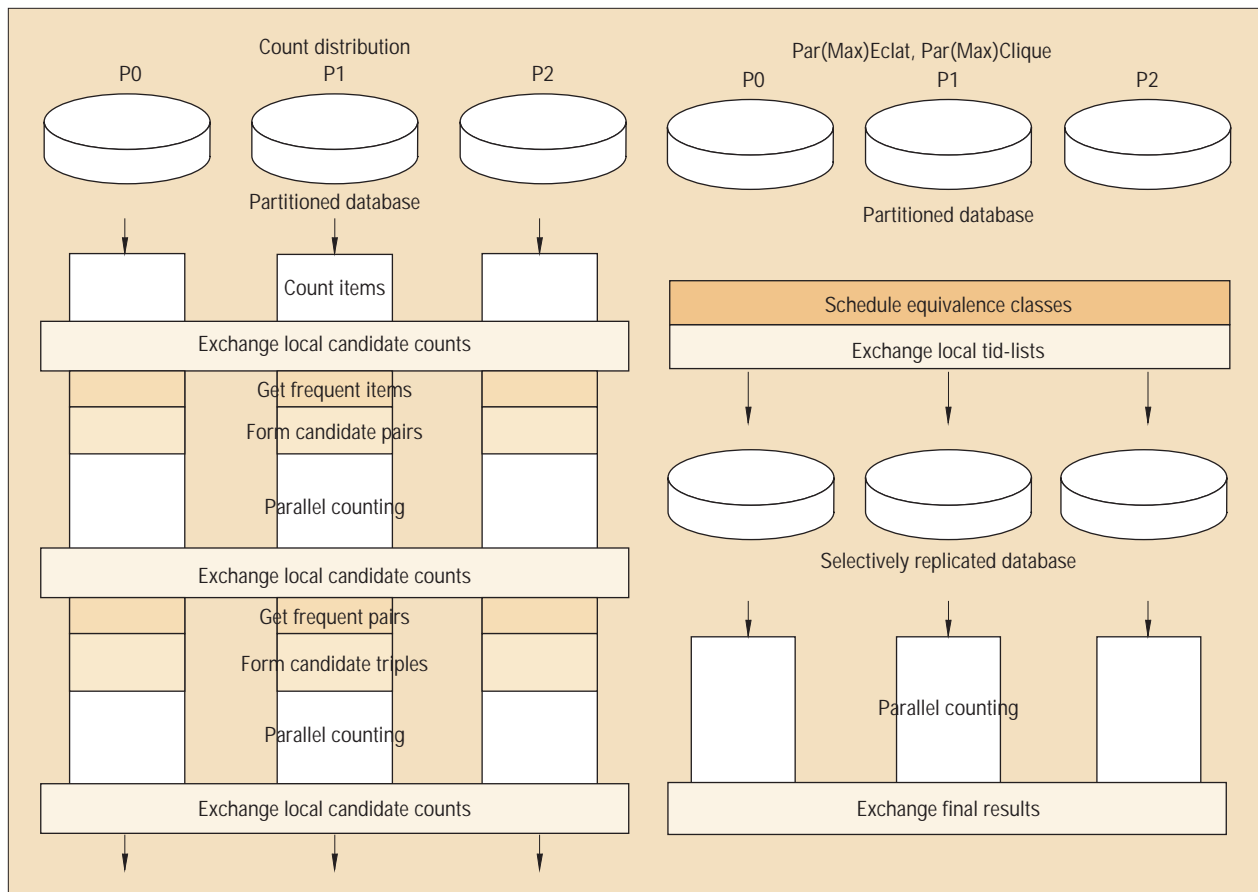 Count distribution
P0 P1 P2
Partitioned database
Count items
Exchange local candidate counts
Get frequent items
Form candidate pairs
Parallel counting
Exchange local candidate counts
Get frequent pairs
Form candidate triples
Parallel counting
Exchange local candidate counts
Par(Max)Eclat, Par(Max)Clique
P0 P1 P2
Partitioned database
Schedule equivalence classes
Exchange local tid-lists
Selectively replicated database
Parallel counting
Exchange final results